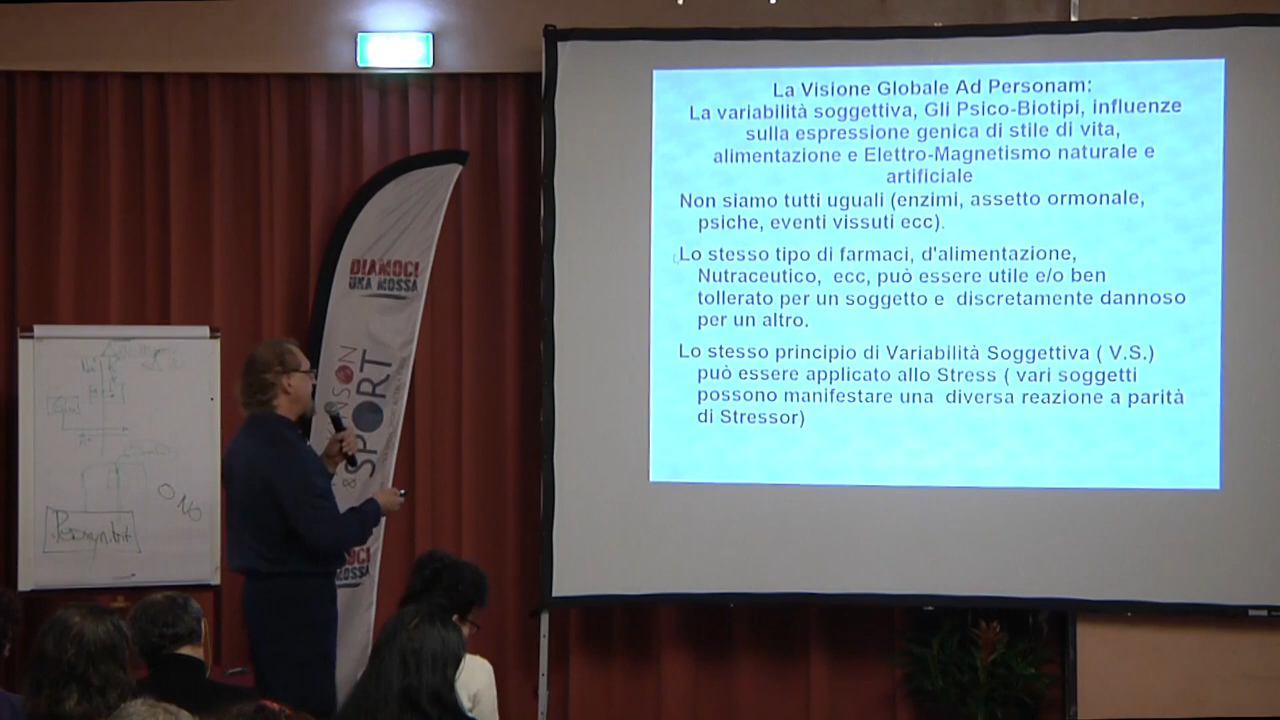 La Visione Globale Ad Personam:
La variabilità soggettiva, Gli Psico-Biotipi, influenze
sulla espressione genica di stile di vita,
alimentazione e Elettro-Magnetismo naturale e
artificiale
Non siamo tutti uguali (enzimi, assetto ormonale,
psiche, eventi vissuti ecc).
Lo stesso tipo di farmaci, d'alimentazione,
Nutraceutico, ecc, può essere utile e/o ben
tollerato per un soggetto e discretamente dannoso
per un altro.
Lo stesso principio di Variabilità Soggettiva ( V.S.)
può essere applicato allo Stress ( vari soggetti
possono manifestare una diversa reazione a parità
di Stressor)
DIAMOCI
UNA MOSSA
& SPORT
MOSSA
NO